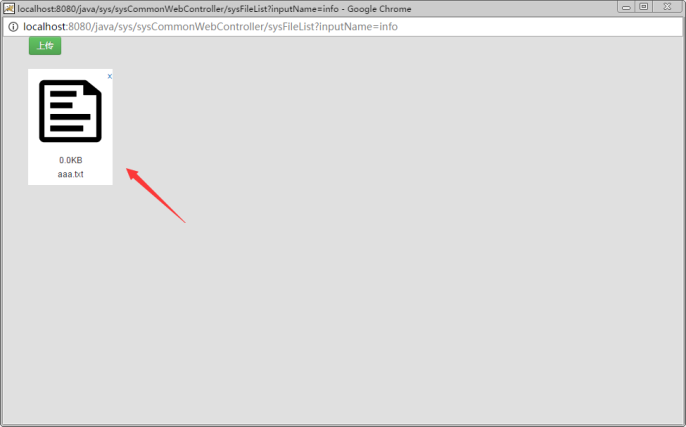 localhost:8080/java/sys/sysCommonWebController/sysFileList?inputName=info - Google Chrome
localhost:8080/java/sys/sysCommonWebController/sysFileList?inputName=info
上传
x
0.0KB
aaa.txt